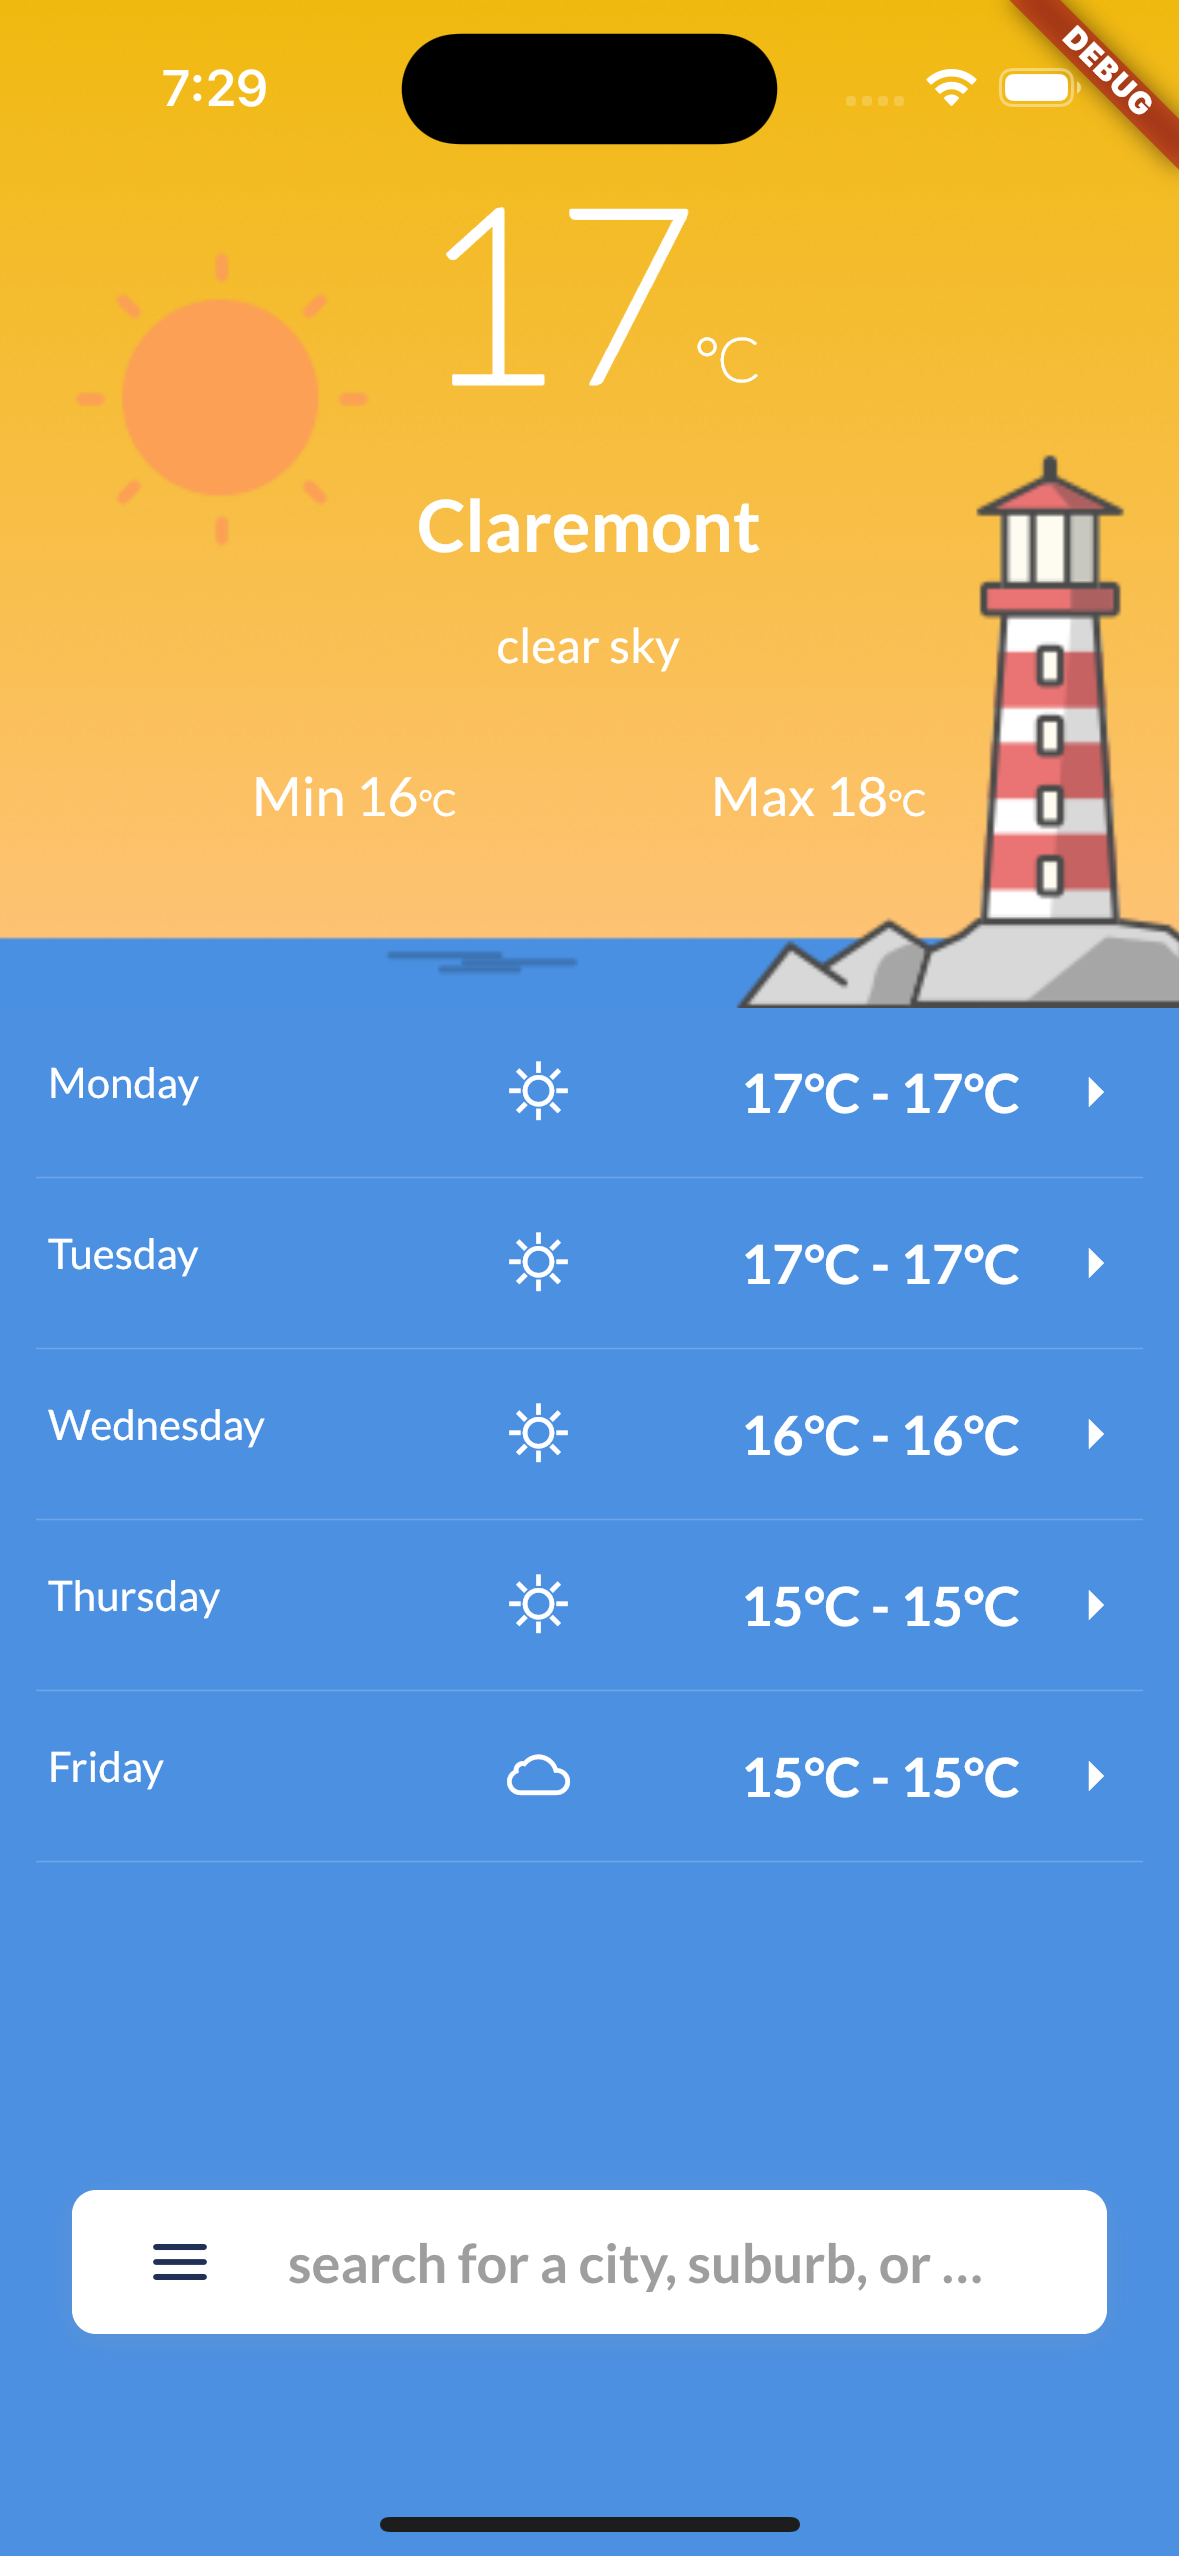 7:29
DEBUG
17°C
Claremont
clear sky
Min 16°C Max 18°C
Monday 17°C - 17°C
Tuesday 17°C - 17°C
Wednesday 16°C - 16°C
Thursday 15°C - 15°C
Friday 15°C - 15°C
search for a city, suburb, or ...